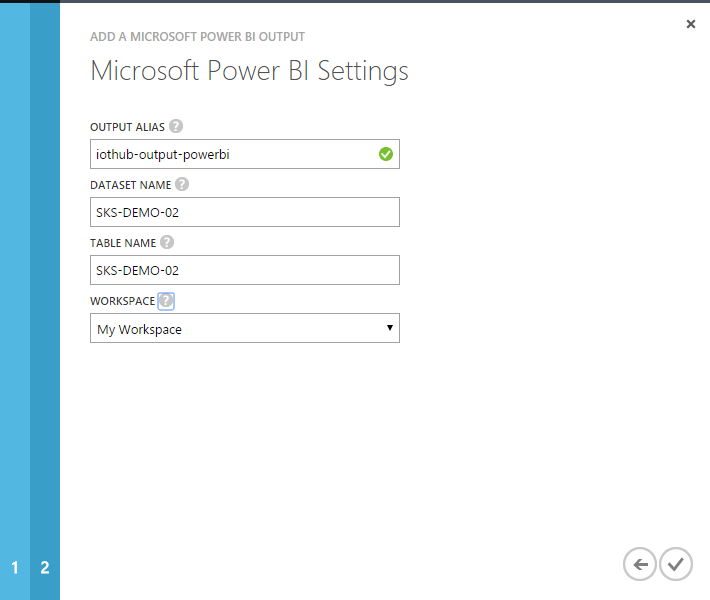 ADD A MICROSOFT POWER BI OUTPUT
Microsoft Power BI Settings
OUTPUT ALIAS ?
iothub-output-powerbi
DATASET NAME ?
SKS-DEMO-02
TABLE NAME ?
SKS-DEMO-02
WORKSPACE ?
My Workspace
1 2